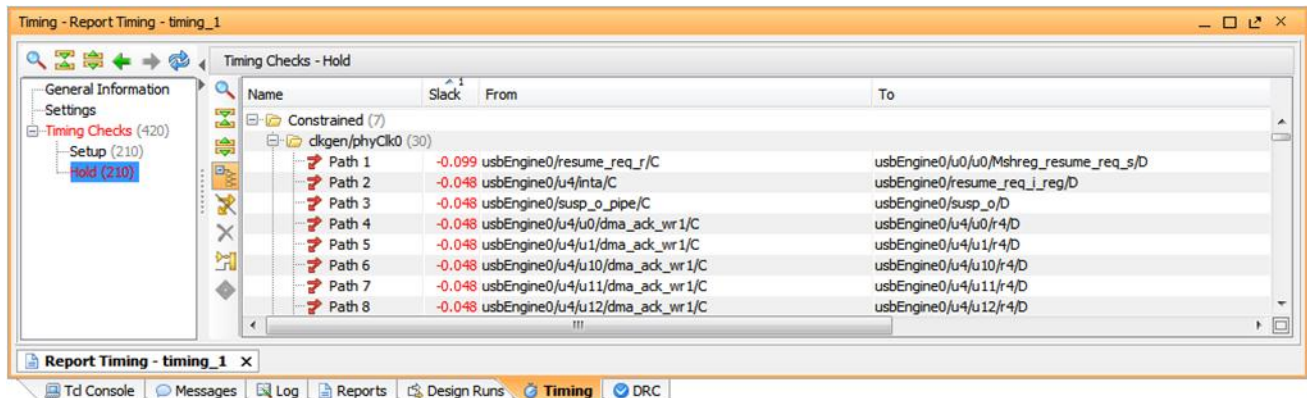 Timing - Report Timing - timing_1
Timing Checks - Hold
General Information
Settings
Timing Checks (420)
Setup (210)
Hold (210)
Name Slack 1 From To
Constrained (7)
clkgen/phyClk0 (30)
Path 1 -0.099 usbEngine0/resume_req_r/C usbEngine0/u0/u0/Mshreg_resume_req_s/D
Path 2 -0.048 usbEngine0/u4/inta/C usbEngine0/resume_req_i_reg/D
Path 3 -0.048 usbEngine0/susp_o_pipe/C usbEngine0/susp_o/D
Path 4 -0.048 usbEngine0/u4/u0/dma_ack_wr1/C usbEngine0/u4/u0/r4/D
Path 5 -0.048 usbEngine0/u4/u1/dma_ack_wr1/C usbEngine0/u4/u1/r4/D
Path 6 -0.048 usbEngine0/u4/u10/dma_ack_wr1/C usbEngine0/u4/u10/r4/D
Path 7 -0.048 usbEngine0/u4/u11/dma_ack_wr1/C usbEngine0/u4/u11/r4/D
Path 8 -0.048 usbEngine0/u4/u12/dma_ack_wr1/C usbEngine0/u4/u12/r4/D
Report Timing - timing_1
Tcl Console Messages Log Reports Design Runs Timing DRC